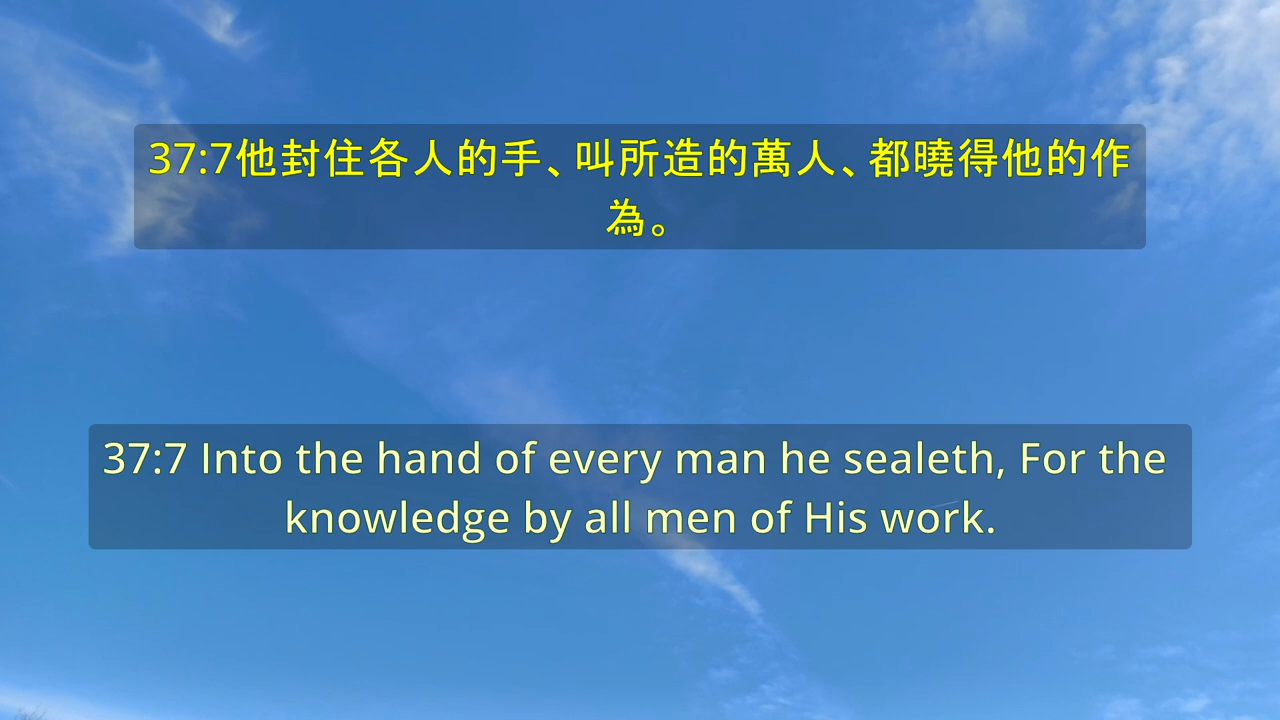 37:7他封住各人的手、叫所造的萬人、都曉得他的作
為。
37:7 Into the hand of every man he sealeth, For the
knowledge by all men of His work.